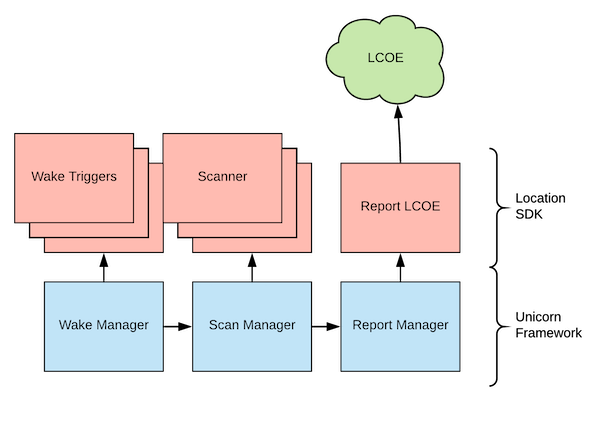 LCOE
Wake Triggers
Scanner
Report LCOE
Location
SDK
Wake Manager
Scan Manager
Report Manager
Unicorn
Framework